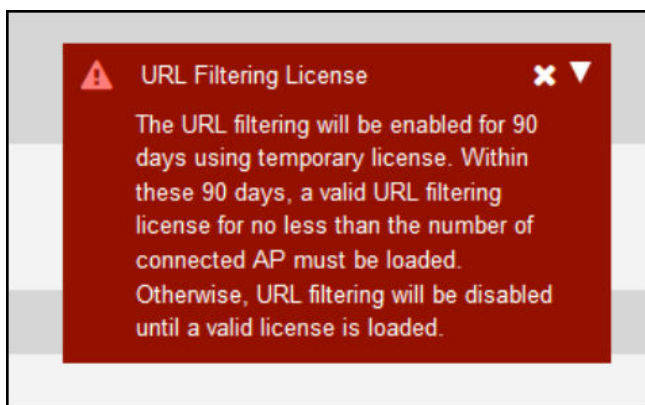 URL Filtering License
The URL filtering will be enabled for 90
days using temporary license. Within
these 90 days, a valid URL filtering
license for no less than the number of
connected AP must be loaded.
Otherwise, URL filtering will be disabled
until a valid license is loaded.